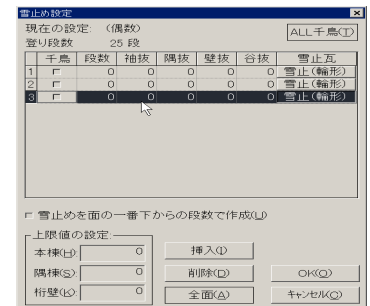 雪止め設定
現在の設定: (偶数)
登り段数 25 段
ALL千鳥(T)
千鳥 段数 袖抜 隅抜 壁抜 谷抜 雪止瓦
1 0 0 0 0 0 雪止(輪形)
2 0 0 0 0 0 雪止(輪形)
3 0 0 0 0 0 雪止(輪形)
雪止めを面の一番下からの段数で作成(U)
上限値の設定:
本棟(H): 0
隅棟(S): 0
桁壁(K): 0
挿入(I)
削除(D)
全面(A)
OK(O)
キャンセル(C)